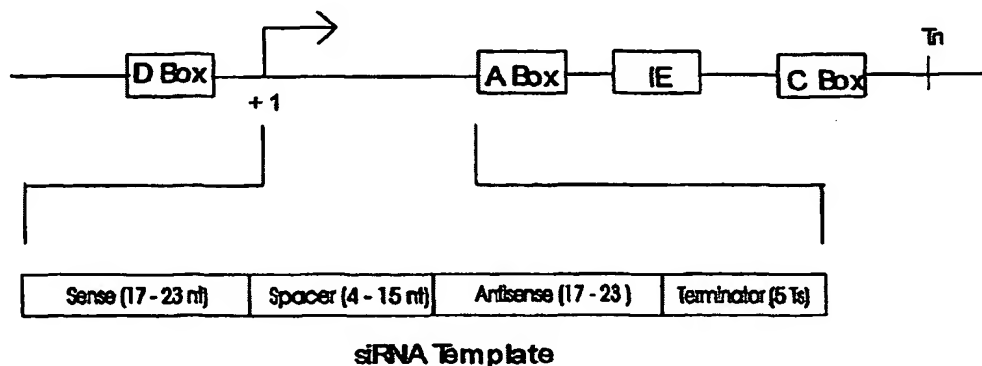 Tn
D Box
A Box
IE
C Box
+ 1
Sense (17 - 23 nt)
Spacer (4 - 15 nt)
Antisense (17 - 23 )
Terminator (5 Ts)
siRNA Template